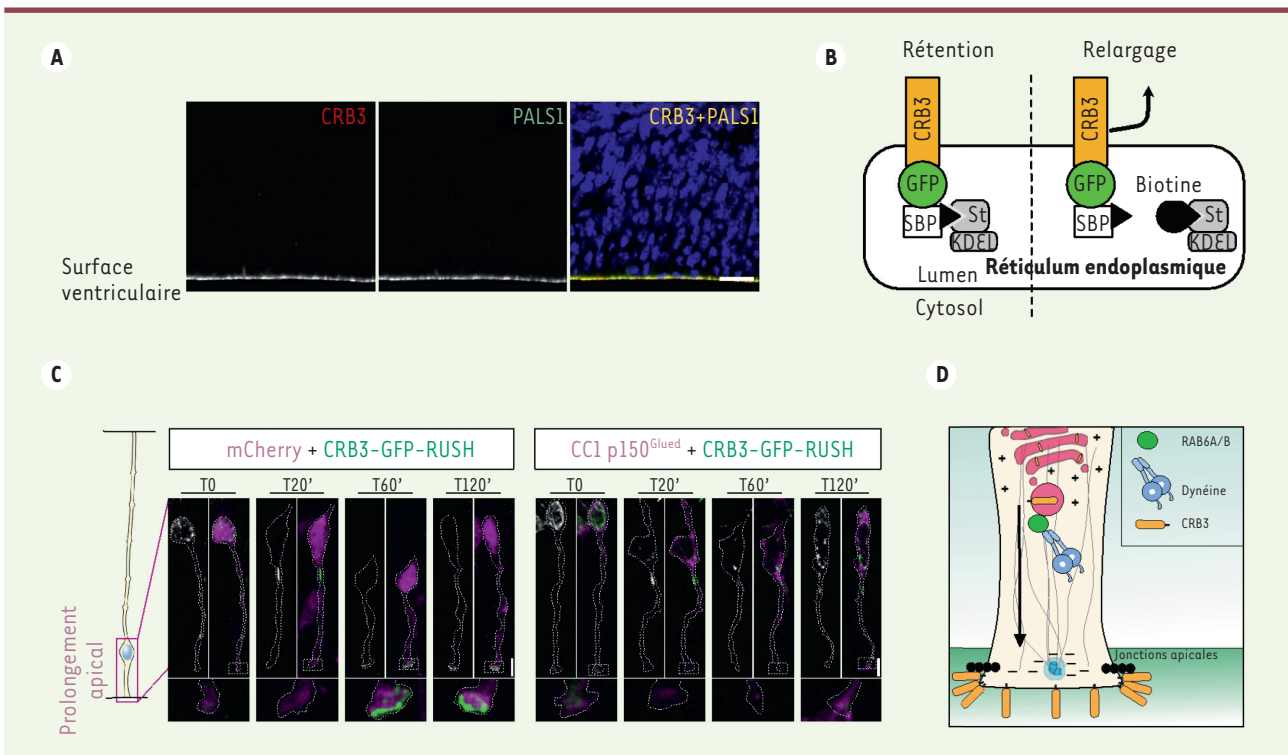 A
CRB3
PALS1
CRB3+PALS1
Surface
ventriculaire
B
Rétention
Relargage
CRB3
CRB3
GFP
GFP
Biotine
SBP
St
KDEL
SBP
St
KDEL
Réticulum endoplasmique
Lumen
Cytosol
C
Prolongement
apical
mCherry + CRB3-GFP-RUSH
CC1 p150Glued + CRB3-GFP-RUSH
T0
T20’
T60’
T120’
T0
T20’
T60’
T120’
D
RAB6A/B
Dynéine
CRB3
Jonctions apicales